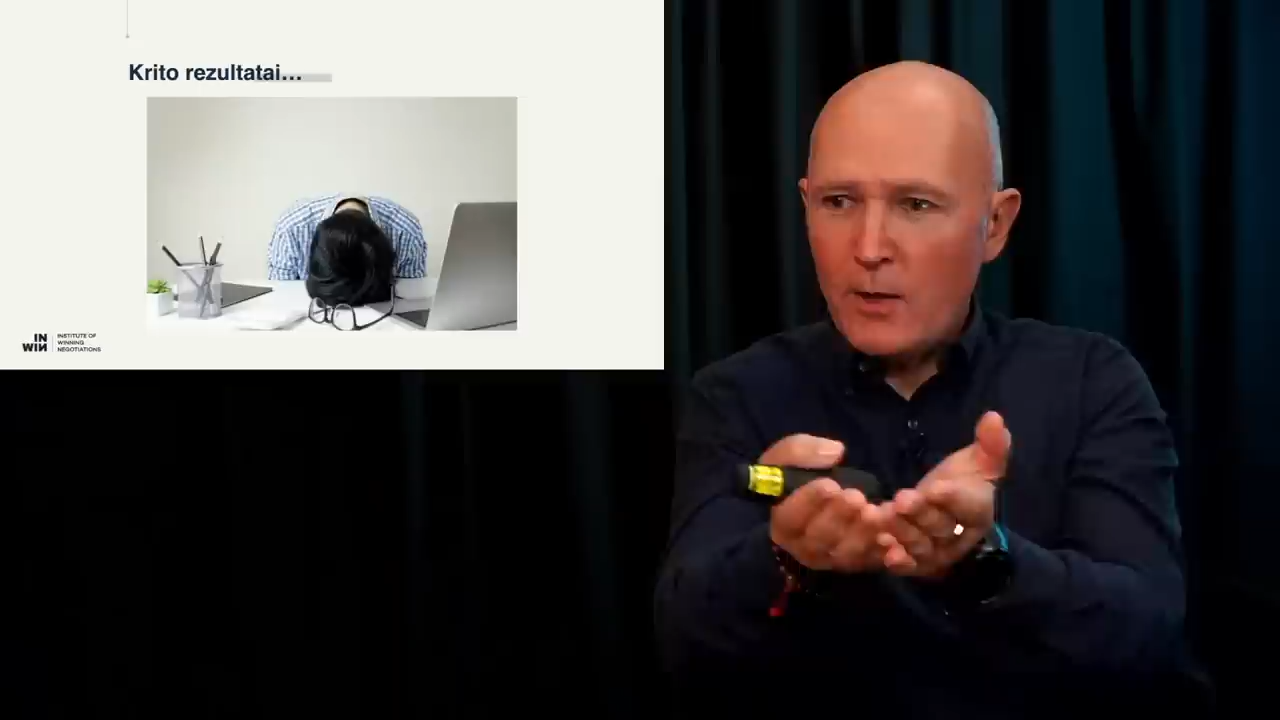 Krito rezultatai...
IN
WIN
INSTITUTE OF
WINNING
NEGOTIATIONS